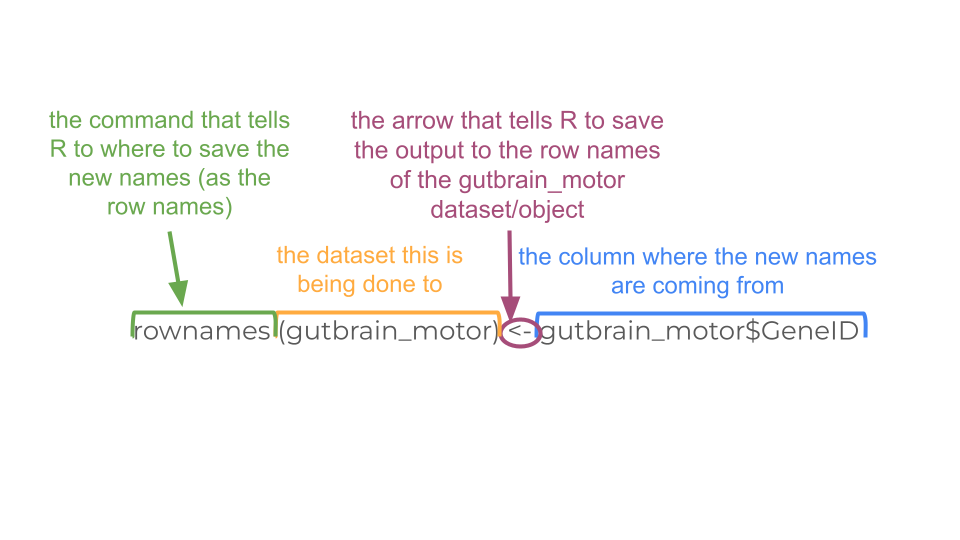 the command that tells
R to where to save the
new names (as the
row names)
the arrow that tells R to save
the output to the row names
of the gutbrain_motor
dataset/object
the dataset this is
being done to
the column where the new names
are coming from
rownames (gutbrain_motor) <- gutbrain_motor$GeneID